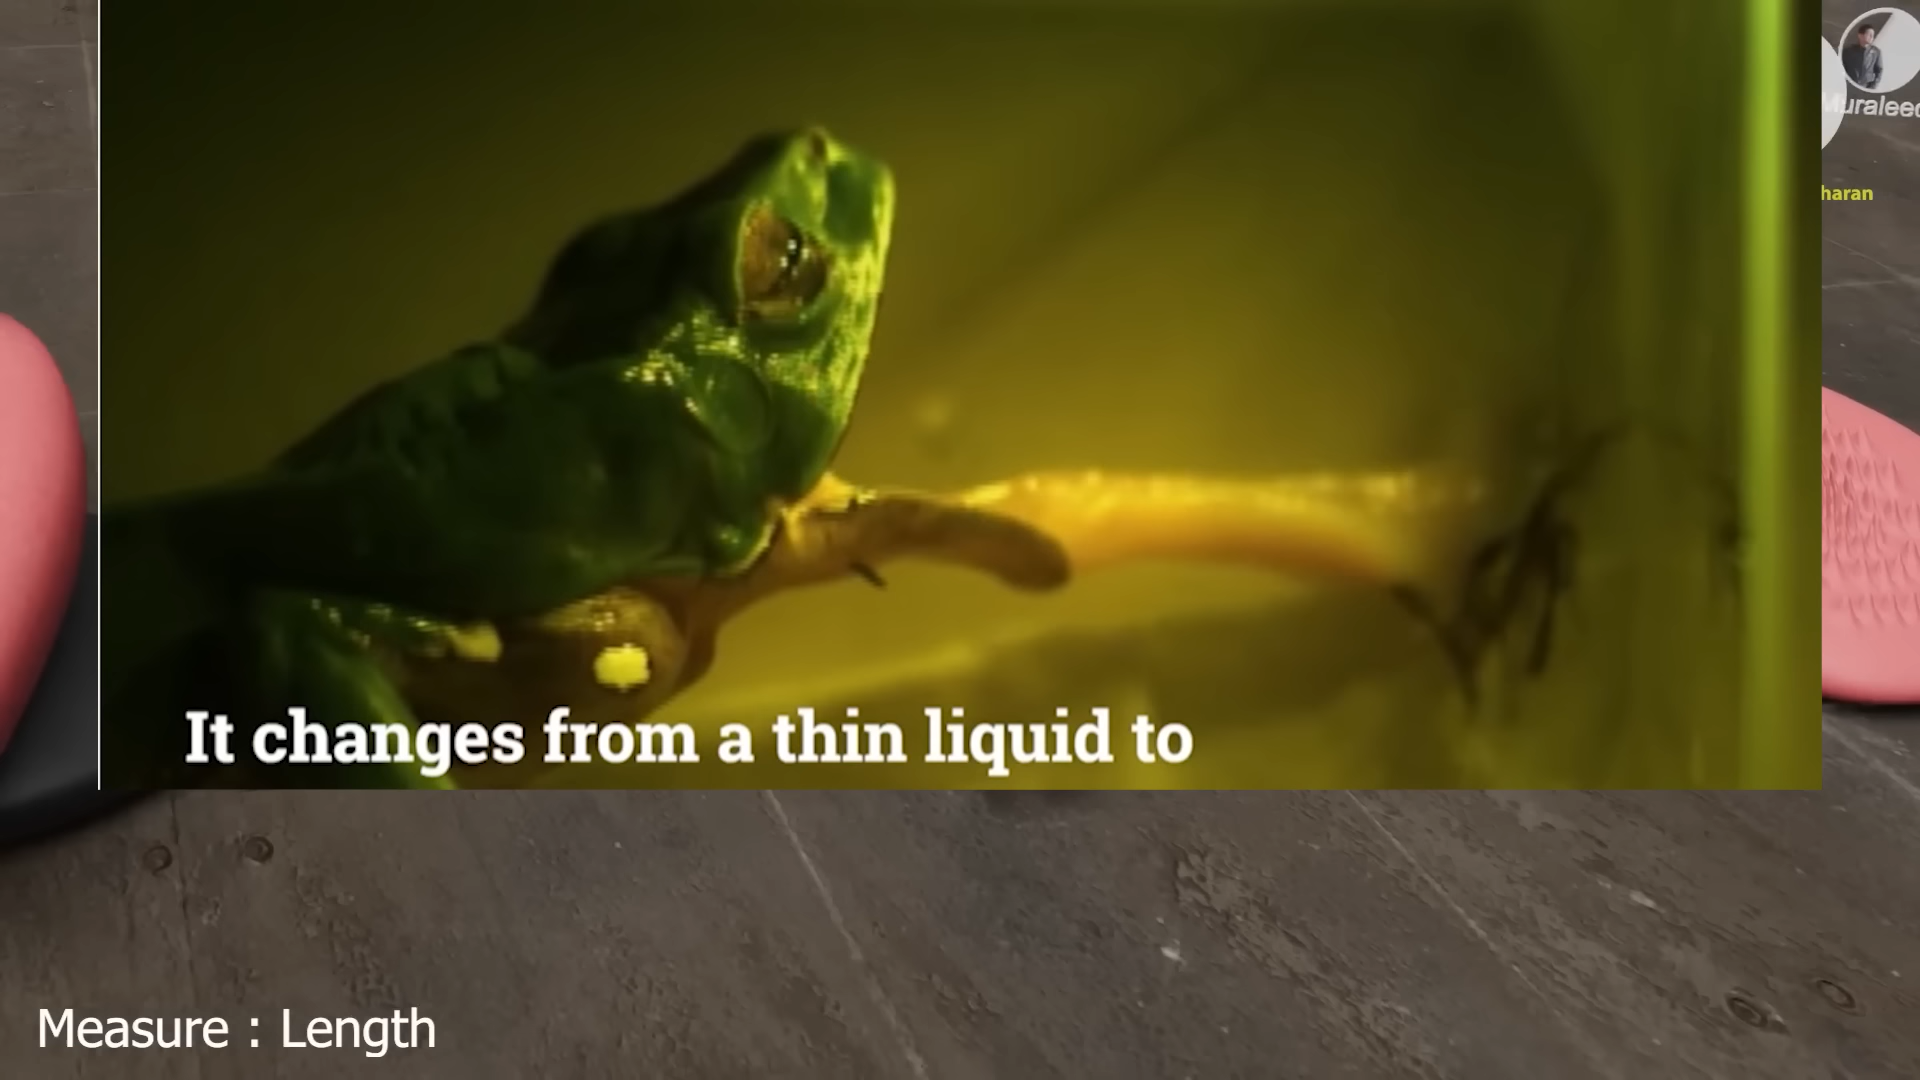 haran
It changes from a thin liquid to
Measure : Length